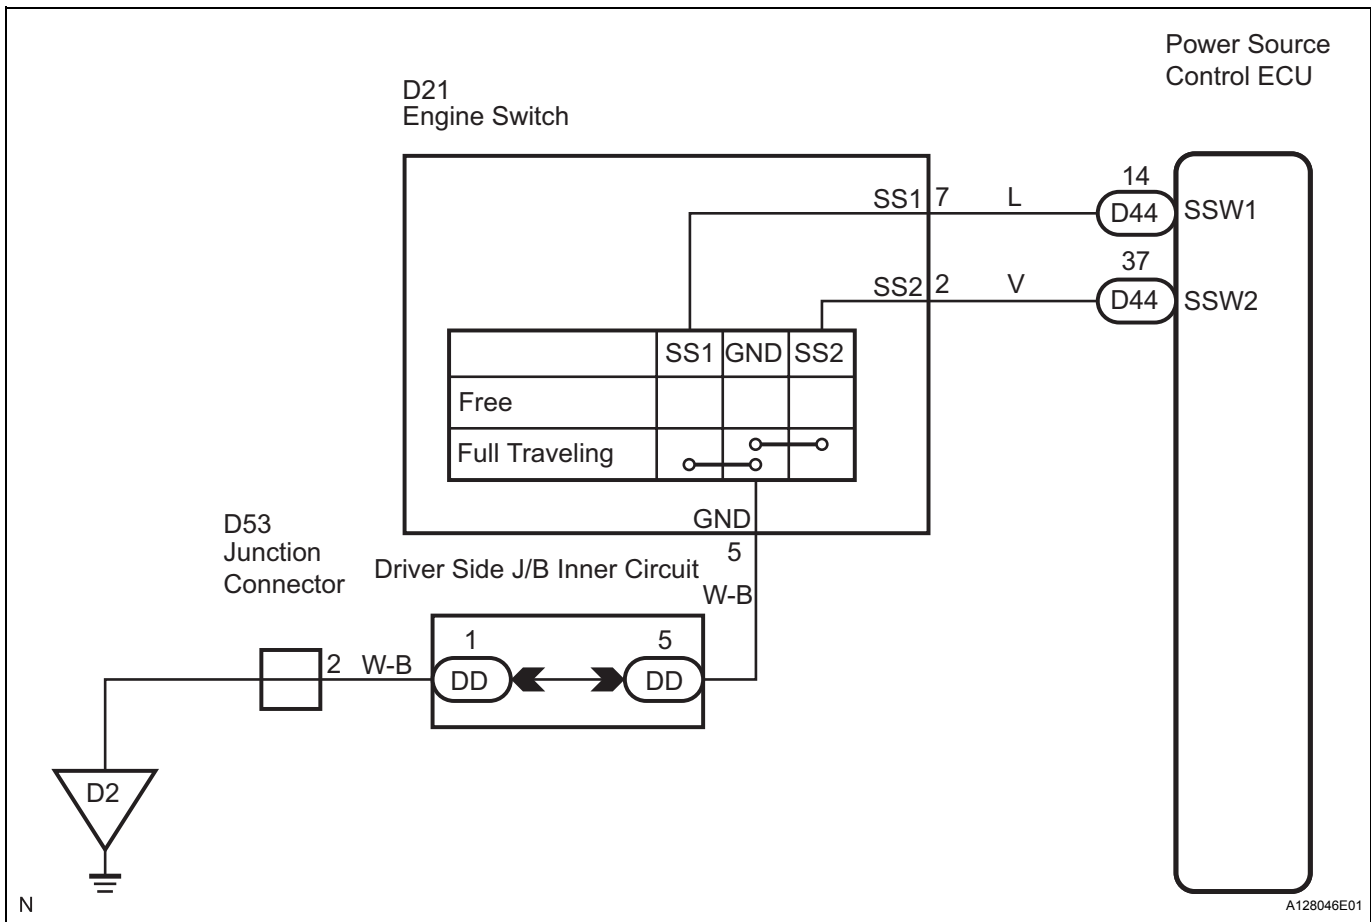 Power Source
Control ECU
D21
Engine Switch
14
SS1 7 L D44 SSW1
37
SS2 2 V D44 SSW2
SS1 GND SS2
Free
Full Traveling
GND
D53
Junction
Connector
5
Driver Side J/B Inner Circuit
W-B
1 5
2 W-B DD DD
D2
N
A128046E01